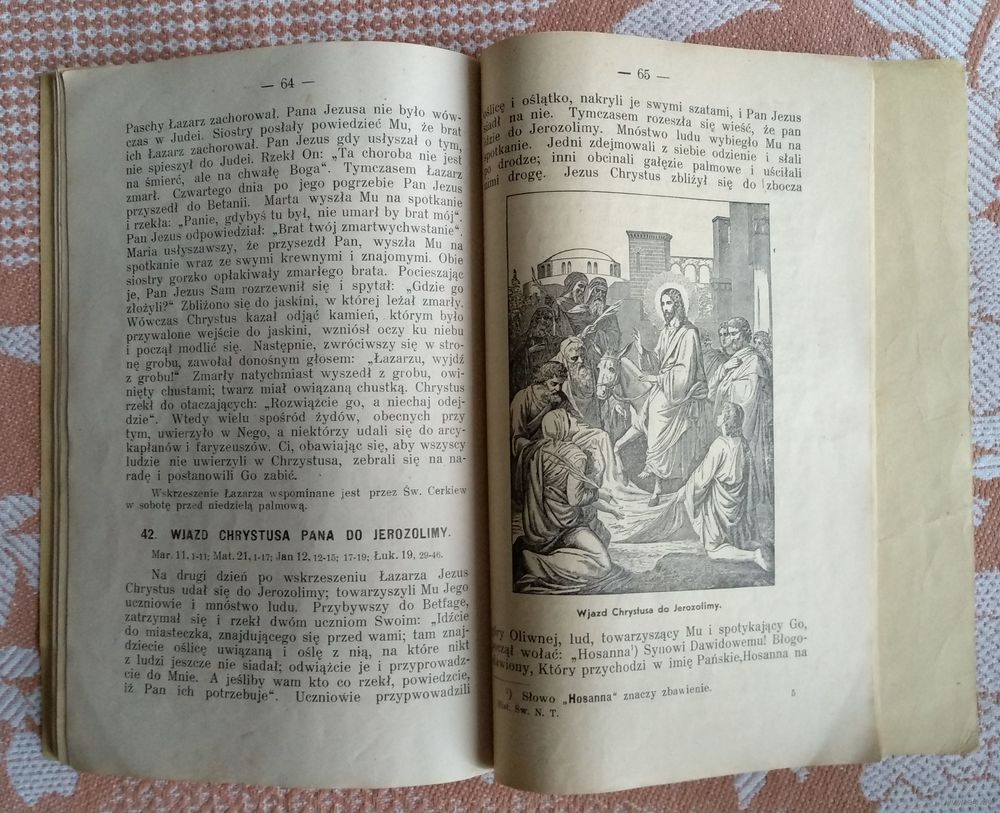 — 64 —
Paschy Łazarz zachorował. Pana Jezusa nie było wów-
czas w Judei. Siostry posłały powiedzieć Mu, że brat
ich Łazarz zachorował. Pan Jezus gdy usłyszał o tym,
nie spieszył do Judei. Rzekł On: „Ta choroba nie jest
na śmierć, ale na chwałę Boga“. Tymczasem Łazarz
zmarł. Czwartego dnia po jego pogrzebie Pan Jezus
przyszedł do Betanii. Marta wyszła Mu na spotkanie
i rzekła: „Panie, gdybyś tu był, nie umarł by brat mój“.
Pan Jezus odpowiedział: „Brat twój zmartwychwstanie“.
Maria usłyszawszy, że przyszedł Pan, wyszła Mu na
spotkanie wraz ze swymi krewnymi i znajomymi. Obie
siostry gorzko opłakiwały zmarłego brata. Pocieszając
je, Pan Jezus Sam rozrzewnił się i spytał: „Gdzie go
złożyli?“ Zbliżono się do jaskini, w której leżał zmarły.
Wówczas Chrystus kazał odjąć kamień, którym było
przywalone wejście do jaskini, wzniósł oczy ku niebu
i począł modlić się. Następnie, zwróciwszy się w stro-
nę grobu, zawołał donośnym głosem: „Łazarzu, wyjdź
z grobu!“ Zmarły natychmiast wyszedł z grobu, owi-
nięty chustami; twarz miał owiązaną chustką. Chrystus
rzekł do otaczających: „Rozwiążcie go, a niechaj odej-
dzie“. Wtedy wielu spośród żydów, obecnych przy
tym, uwierzyło w Nego, a niektórzy udali się do arcy-
kapłanów i faryzeuszów. Ci, obawiając się, aby wszyscy
ludzie nie uwierzyli w Chrzystusa, zebrali się na na-
radę i postanowili Go zabić.
Wskrzeszenie Łazarza wspominane jest przez Św. Cerkiew
w sobotę przed niedzielą palmową.
42. WJAZD CHRYSTUSA PANA DO JEROZOLIMY.
Mar. 11, 1-11; Mat. 21, 1-17; Jan 12, 12-15; 17-19; Łuk. 19, 29-46.
Na drugi dzień po wskrzeszeniu Łazarza Jezus
Chrystus udał się do Jerozolimy; towarzyszyli Mu Jego
uczniowie i mnóstwo ludu. Przybywszy do Betfage,
zatrzymał się i rzekł dwóm uczniom Swoim: „Idźcie
do miasteczka, znajdującego się przed wami; tam znaj-
dziecie oślicę uwiązaną i oślę z nią, na które nikt
z ludzi jeszcze nie siadał; odwiążcie je i przyprowadz-
cie do Mnie. A jeśliby wam kto co rzekł, powiedzcie,
iż Pan ich potrzebuje“. Uczniowie przypwowadzili
— 65 —
oślicę i oślątko, nakryli je swymi szatami, i Pan Jezus
siadł na nie. Tymczasem rozeszła się wieść, że pan
idzie do Jerozolimy. Mnóstwo ludu wybiegło Mu na
spotkanie. Jedni zdejmowali z siebie odzienie i słali
po drodze; inni obcinali gałęzie palmowe i uściłali
nimi drogę. Jezus Chrystus zbliżył się do zbocza
Wjazd Chrystusa do Jerozolimy.
Oliwnej, lud, towarzyszący Mu i spotykający Go,
począł wołać: „Hosanna¹) Synowi Dawidowemu! Błogo-
sławiony, Który przychodzi w imię Pańskie, Hosanna na
¹) Słowo „Hosanna“ znaczy zbawienie.
Hist. Św. N. T.
5